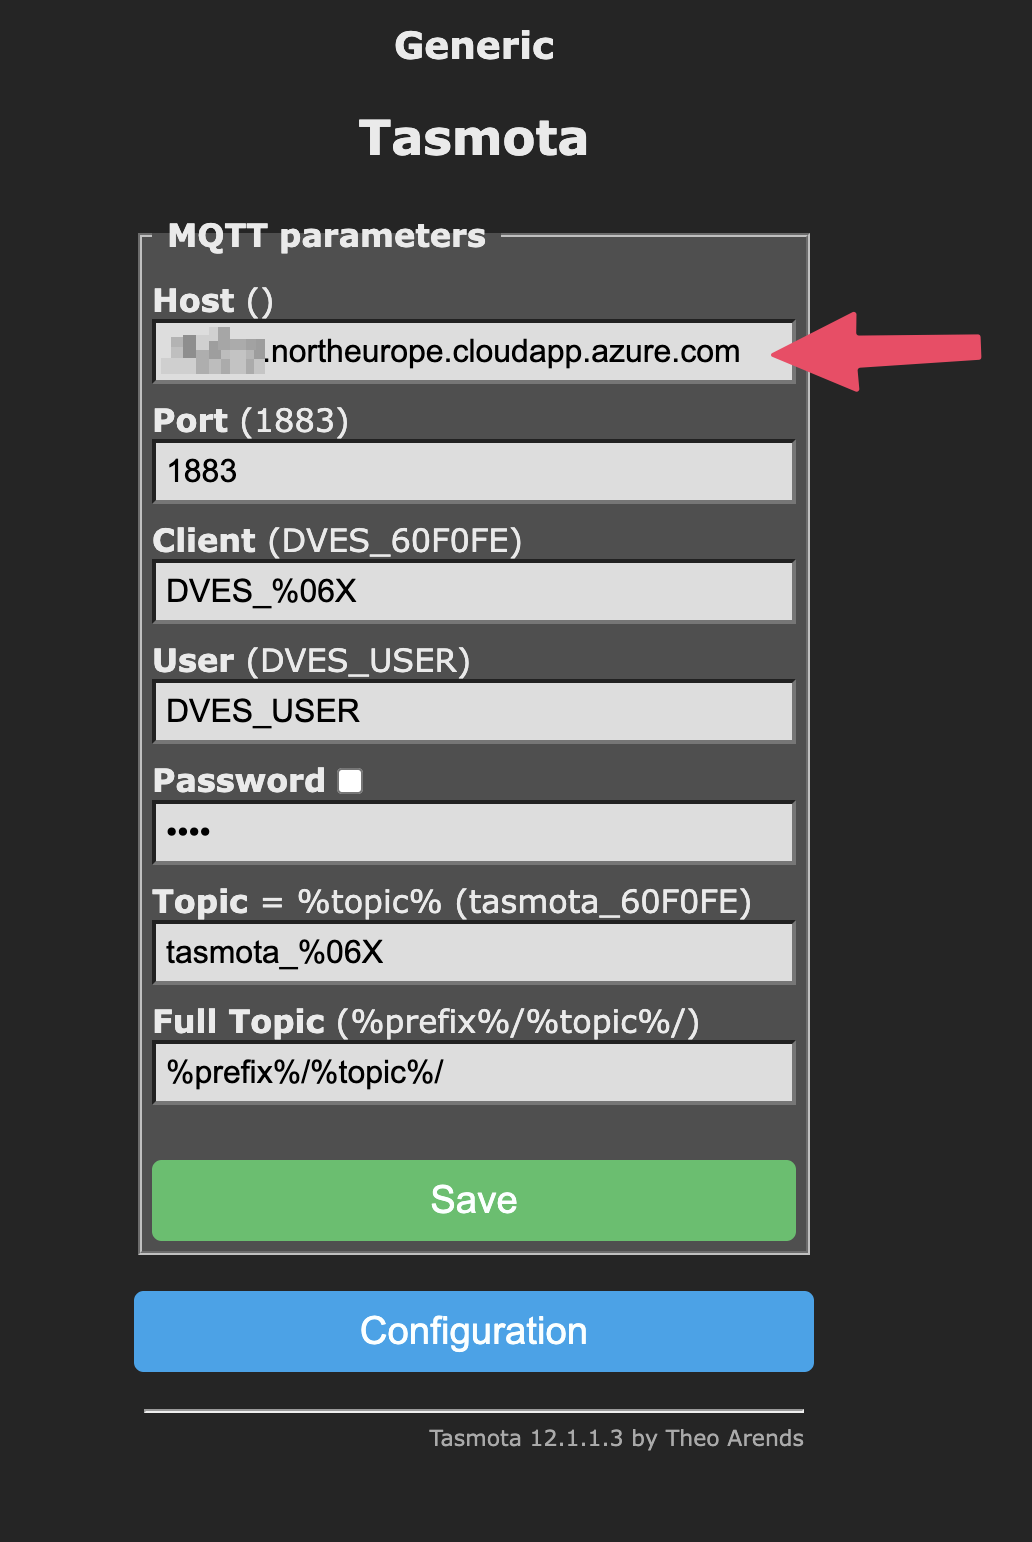 Generic
Tasmota
MQTT parameters
Host ()
.northeurope.cloudapp.azure.com
Port (1883)
1883
Client (DVES_60F0FE)
DVES_%06X
User (DVES_USER)
DVES_USER
Password
••••
Topic = %topic% (tasmota_60F0FE)
tasmota_%06X
Full Topic (%prefix%/%topic%/)
%prefix%/%topic%/
Save
Configuration
Tasmota 12.1.1.3 by Theo Arends